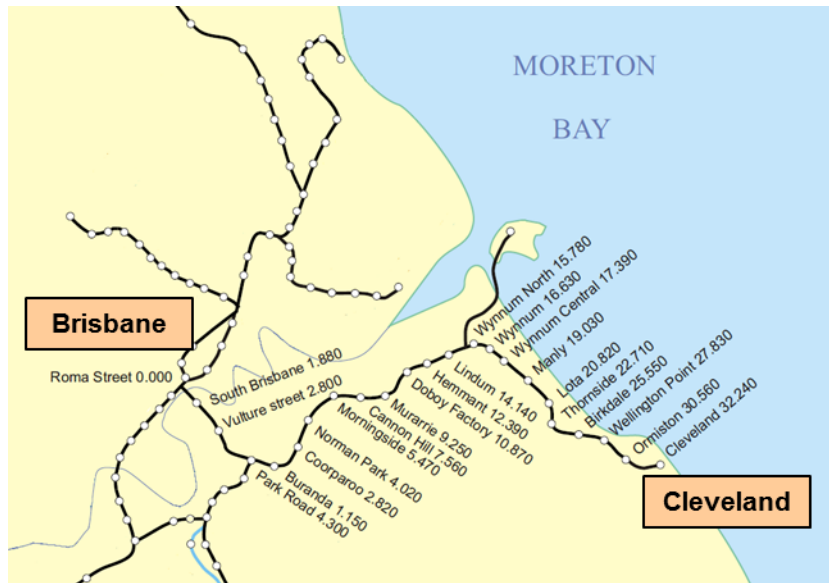 MORETON
BAY
Brisbane
Roma Street 0.000
South Brisbane 1.880
Vulture street 2.800
Park Road 4.300
Buranda 1.150
Coorparoo 2.820
Norman Park 4.020
Morningside 5.470
Cannon Hill 7.560
Murarrie 9.250
Doboy Factory 10.870
Hemmant 12.390
Lindum 14.140
Wynnum North 15.780
Wynnum 16.630
Wynnum Central 17.390
Manly 19.030
Lota 20.820
Thornside 22.710
Birkdale 25.550
Wellington Point 27.830
Ormiston 30.560
Cleveland 32.240
Cleveland